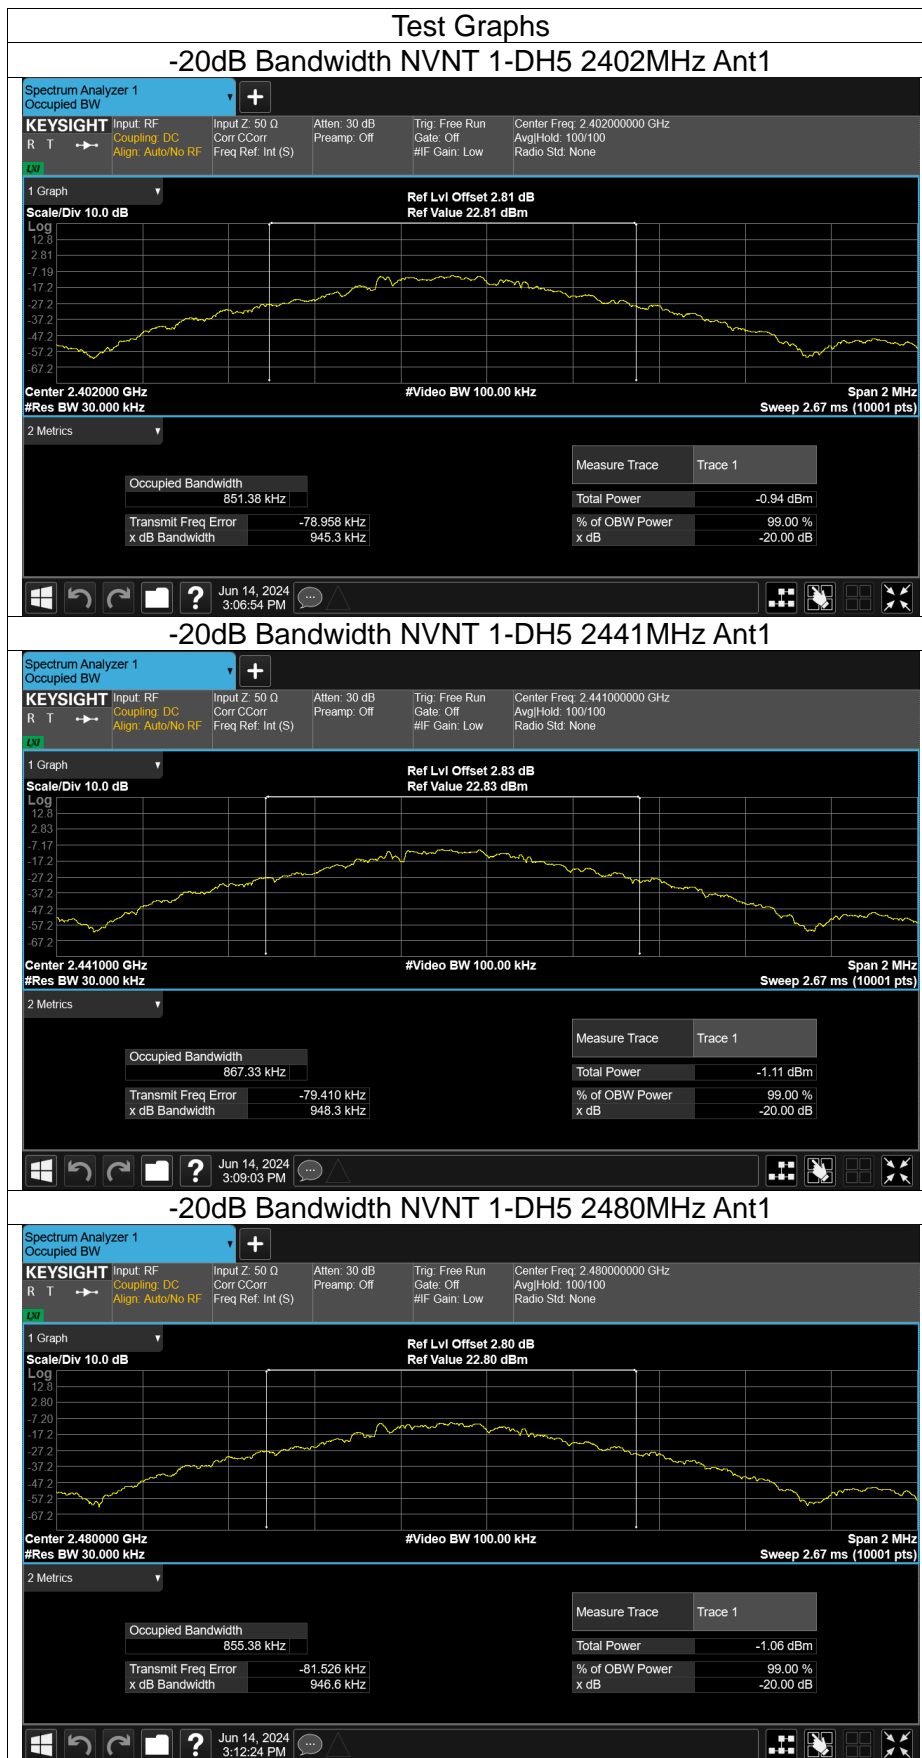 Test Graphs
-20dB Bandwidth NVNT 1-DH5 2402MHz Ant1
Spectrum Analyzer 1
Occupied BW
+
KEYSIGHT Input: RF Input Z: 50 Ω Atten: 30 dB Trig: Free Run Center Freq: 2.402000000 GHz
R T Coupling: DC Corr CCorr Preamp: Off Gate: Off Avg|Hold: 100/100
Align: Auto/No RF Freq Ref: Int (S) #IF Gain: Low Radio Std: None
LXI
1 Graph
Ref Lvl Offset 2.81 dB
Scale/Div 10.0 dB Ref Value 22.81 dBm
Log
12.8
2.81
-7.19
-17.2
-27.2
-37.2
-47.2
-57.2
-67.2
Center 2.402000 GHz #Video BW 100.00 kHz Span 2 MHz
#Res BW 30.000 kHz Sweep 2.67 ms (10001 pts)
2 Metrics
Measure Trace Trace 1
Occupied Bandwidth
851.38 kHz Total Power -0.94 dBm
Transmit Freq Error -78.958 kHz % of OBW Power 99.00 %
x dB Bandwidth 945.3 kHz x dB -20.00 dB
? Jun 14, 2024
3:06:54 PM
-20dB Bandwidth NVNT 1-DH5 2441MHz Ant1
Spectrum Analyzer 1
Occupied BW
+
KEYSIGHT Input: RF Input Z: 50 Ω Atten: 30 dB Trig: Free Run Center Freq: 2.441000000 GHz
R T Coupling: DC Corr CCorr Preamp: Off Gate: Off Avg|Hold: 100/100
Align: Auto/No RF Freq Ref: Int (S) #IF Gain: Low Radio Std: None
LXI
1 Graph
Ref Lvl Offset 2.83 dB
Scale/Div 10.0 dB Ref Value 22.83 dBm
Log
12.8
2.83
-7.17
-17.2
-27.2
-37.2
-47.2
-57.2
-67.2
Center 2.441000 GHz #Video BW 100.00 kHz Span 2 MHz
#Res BW 30.000 kHz Sweep 2.67 ms (10001 pts)
2 Metrics
Measure Trace Trace 1
Occupied Bandwidth
867.33 kHz Total Power -1.11 dBm
Transmit Freq Error -79.410 kHz % of OBW Power 99.00 %
x dB Bandwidth 948.3 kHz x dB -20.00 dB
? Jun 14, 2024
3:09:03 PM
-20dB Bandwidth NVNT 1-DH5 2480MHz Ant1
Spectrum Analyzer 1
Occupied BW
+
KEYSIGHT Input: RF Input Z: 50 Ω Atten: 30 dB Trig: Free Run Center Freq: 2.480000000 GHz
R T Coupling: DC Corr CCorr Preamp: Off Gate: Off Avg|Hold: 100/100
Align: Auto/No RF Freq Ref: Int (S) #IF Gain: Low Radio Std: None
LXI
1 Graph
Ref Lvl Offset 2.80 dB
Scale/Div 10.0 dB Ref Value 22.80 dBm
Log
12.8
2.80
-7.20
-17.2
-27.2
-37.2
-47.2
-57.2
-67.2
Center 2.480000 GHz #Video BW 100.00 kHz Span 2 MHz
#Res BW 30.000 kHz Sweep 2.67 ms (10001 pts)
2 Metrics
Measure Trace Trace 1
Occupied Bandwidth
855.38 kHz Total Power -1.06 dBm
Transmit Freq Error -81.526 kHz % of OBW Power 99.00 %
x dB Bandwidth 946.6 kHz x dB -20.00 dB
? Jun 14, 2024
3:12:24 PM